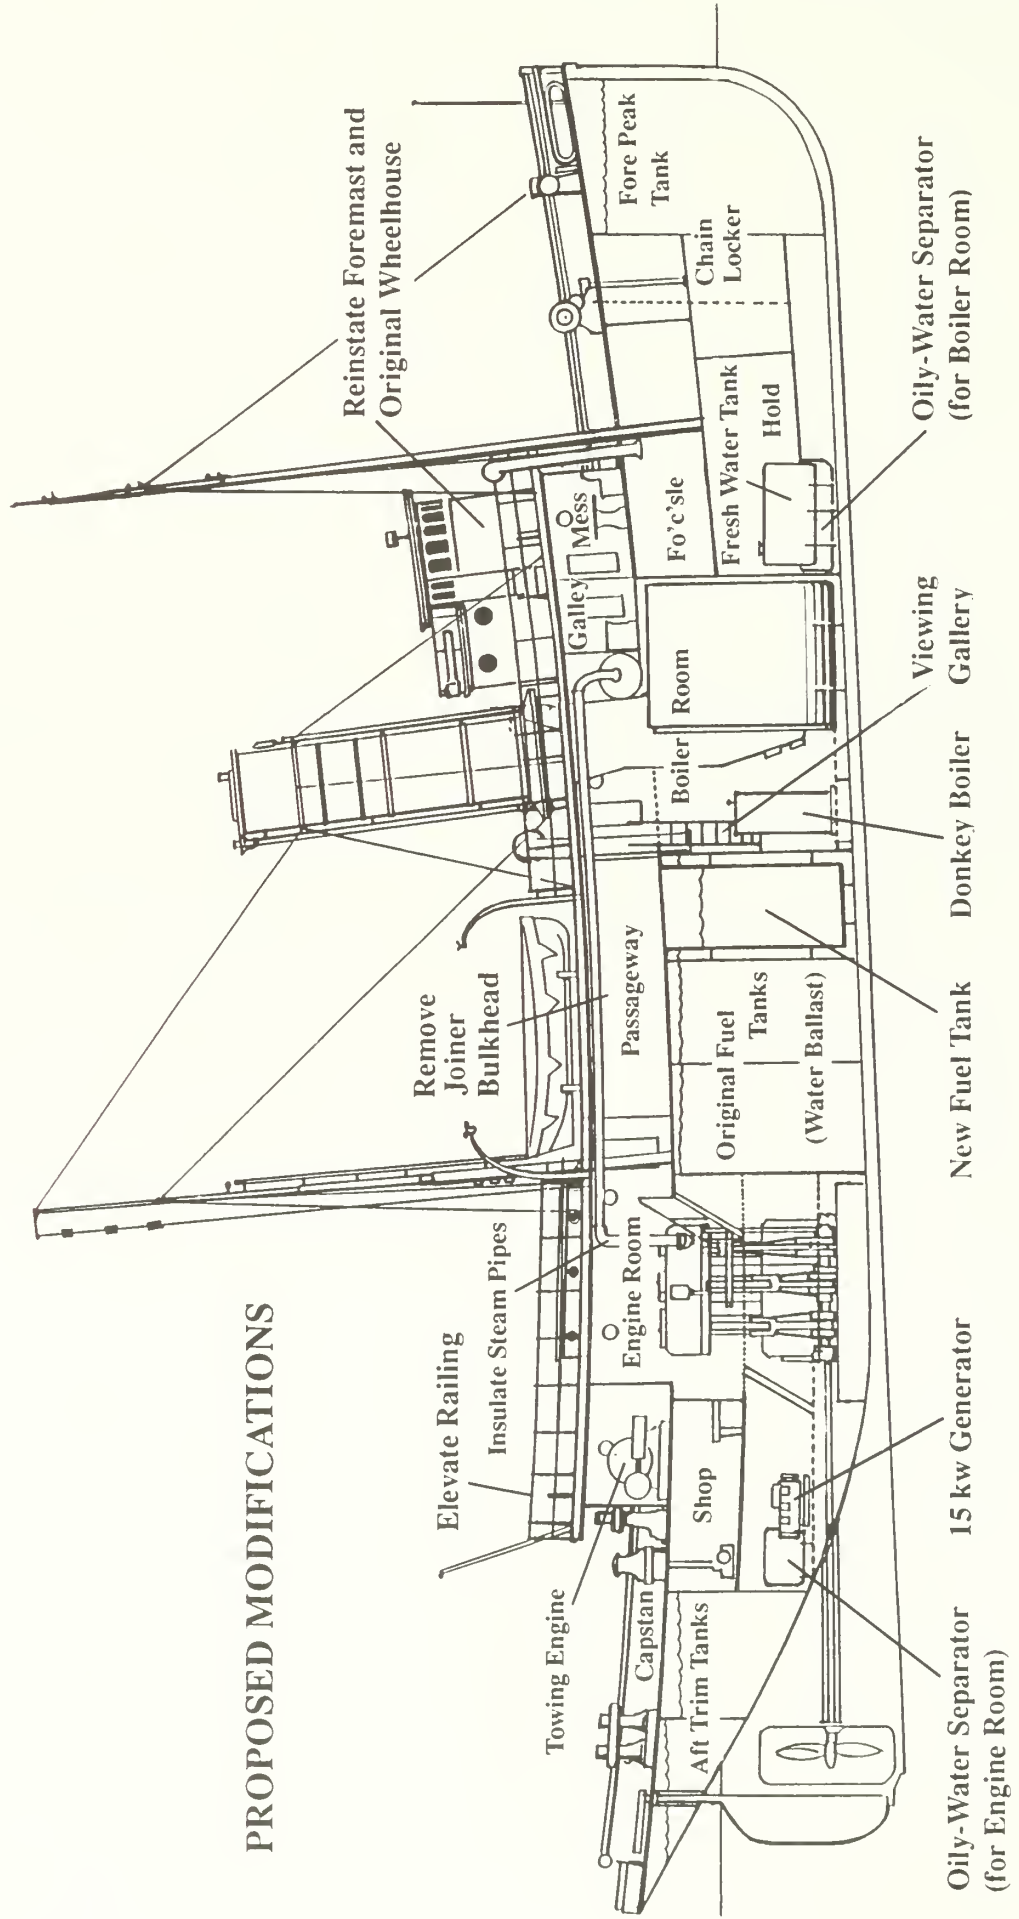 PROPOSED MODIFICATIONS
Reinstate Foremast and
Original Wheelhouse
Remove
Joiner
Bulkhead
Elevate Railing
Insulate Steam Pipes
Towing Engine
Capstan
Aft Trim Tanks
Shop
Engine Room
Passageway
Original Fuel
Tanks
(Water Ballast)
Boiler Room
Galley
Mess
Fo'c'sle
Fresh Water Tank
Hold
Chain
Locker
Fore Peak
Tank
Oily-Water Separator
(for Engine Room)
15 kw Generator
New Fuel Tank
Donkey Boiler
Viewing
Gallery
Oily-Water Separator
(for Boiler Room)